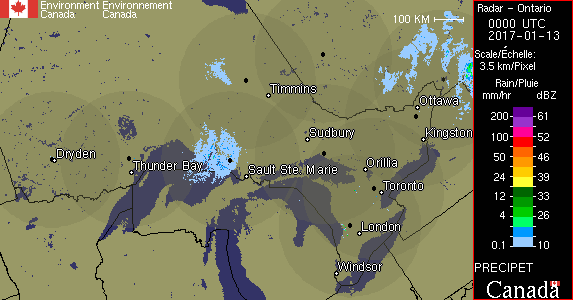 Environment Environnement
Canada Canada
100 KM
Timmins
Ottawa
Sudbury
Kingston
Dryden
Thunder Bay
Sault Ste. Marie
Orillia
Toronto
London
Windsor
Radar - Ontario
0000 UTC
2017-01-13
Scale/Échelle:
3.5 km/Pixel
Rain/Pluie
mm/hr dBZ
200 61
100 52
50 46
24 39
12 33
4 26
0.1 10
PRECIPET
Canada